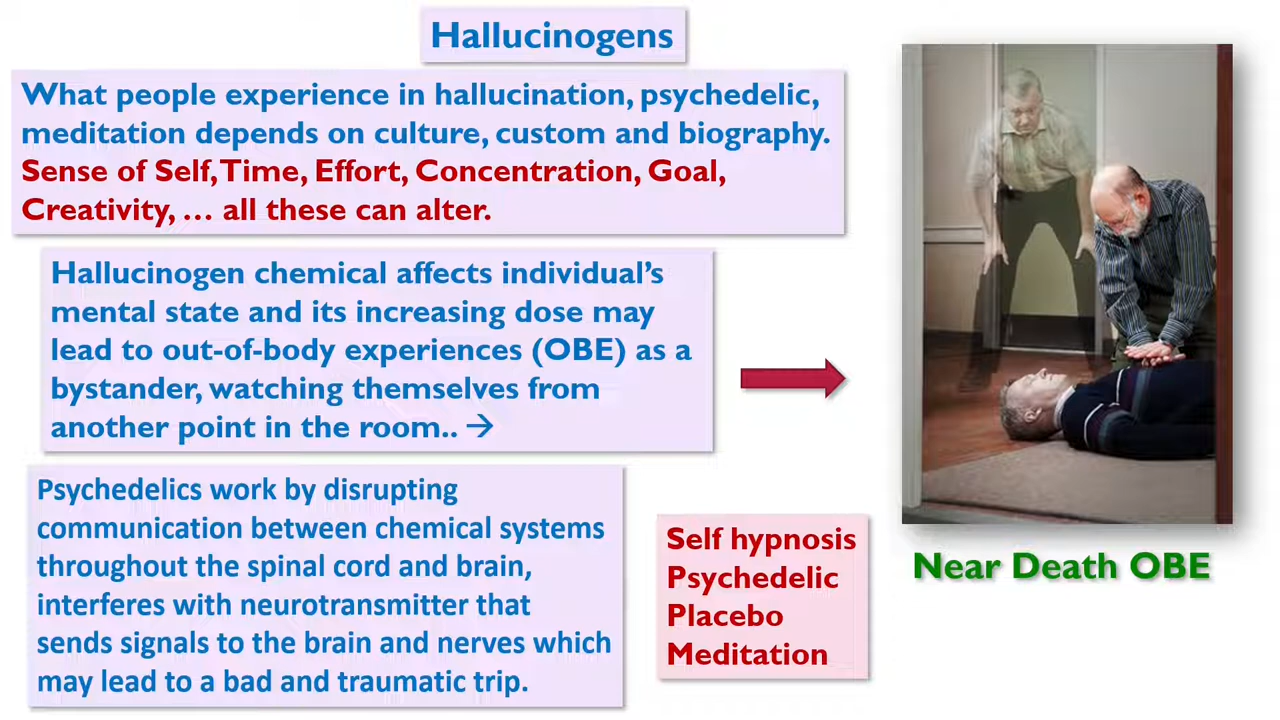 Hallucinogens
What people experience in hallucination, psychedelic,
meditation depends on culture, custom and biography.
Sense of Self, Time, Effort, Concentration, Goal,
Creativity, … all these can alter.
Hallucinogen chemical affects individual’s
mental state and its increasing dose may
lead to out-of-body experiences (OBE) as a
bystander, watching themselves from
another point in the room.. →
Psychedelics work by disrupting
communication between chemical systems
throughout the spinal cord and brain,
interferes with neurotransmitter that
sends signals to the brain and nerves which
may lead to a bad and traumatic trip.
Self hypnosis
Psychedelic
Placebo
Meditation
Near Death OBE